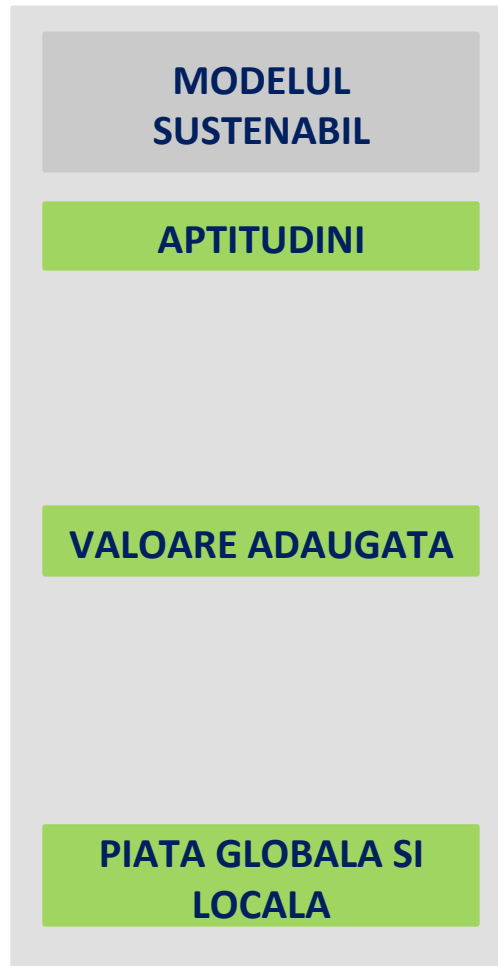 MODELUL
SUSTENABIL
APTITUDINI
VALOARE ADAUGATA
PIATA GLOBALA SI
LOCALA